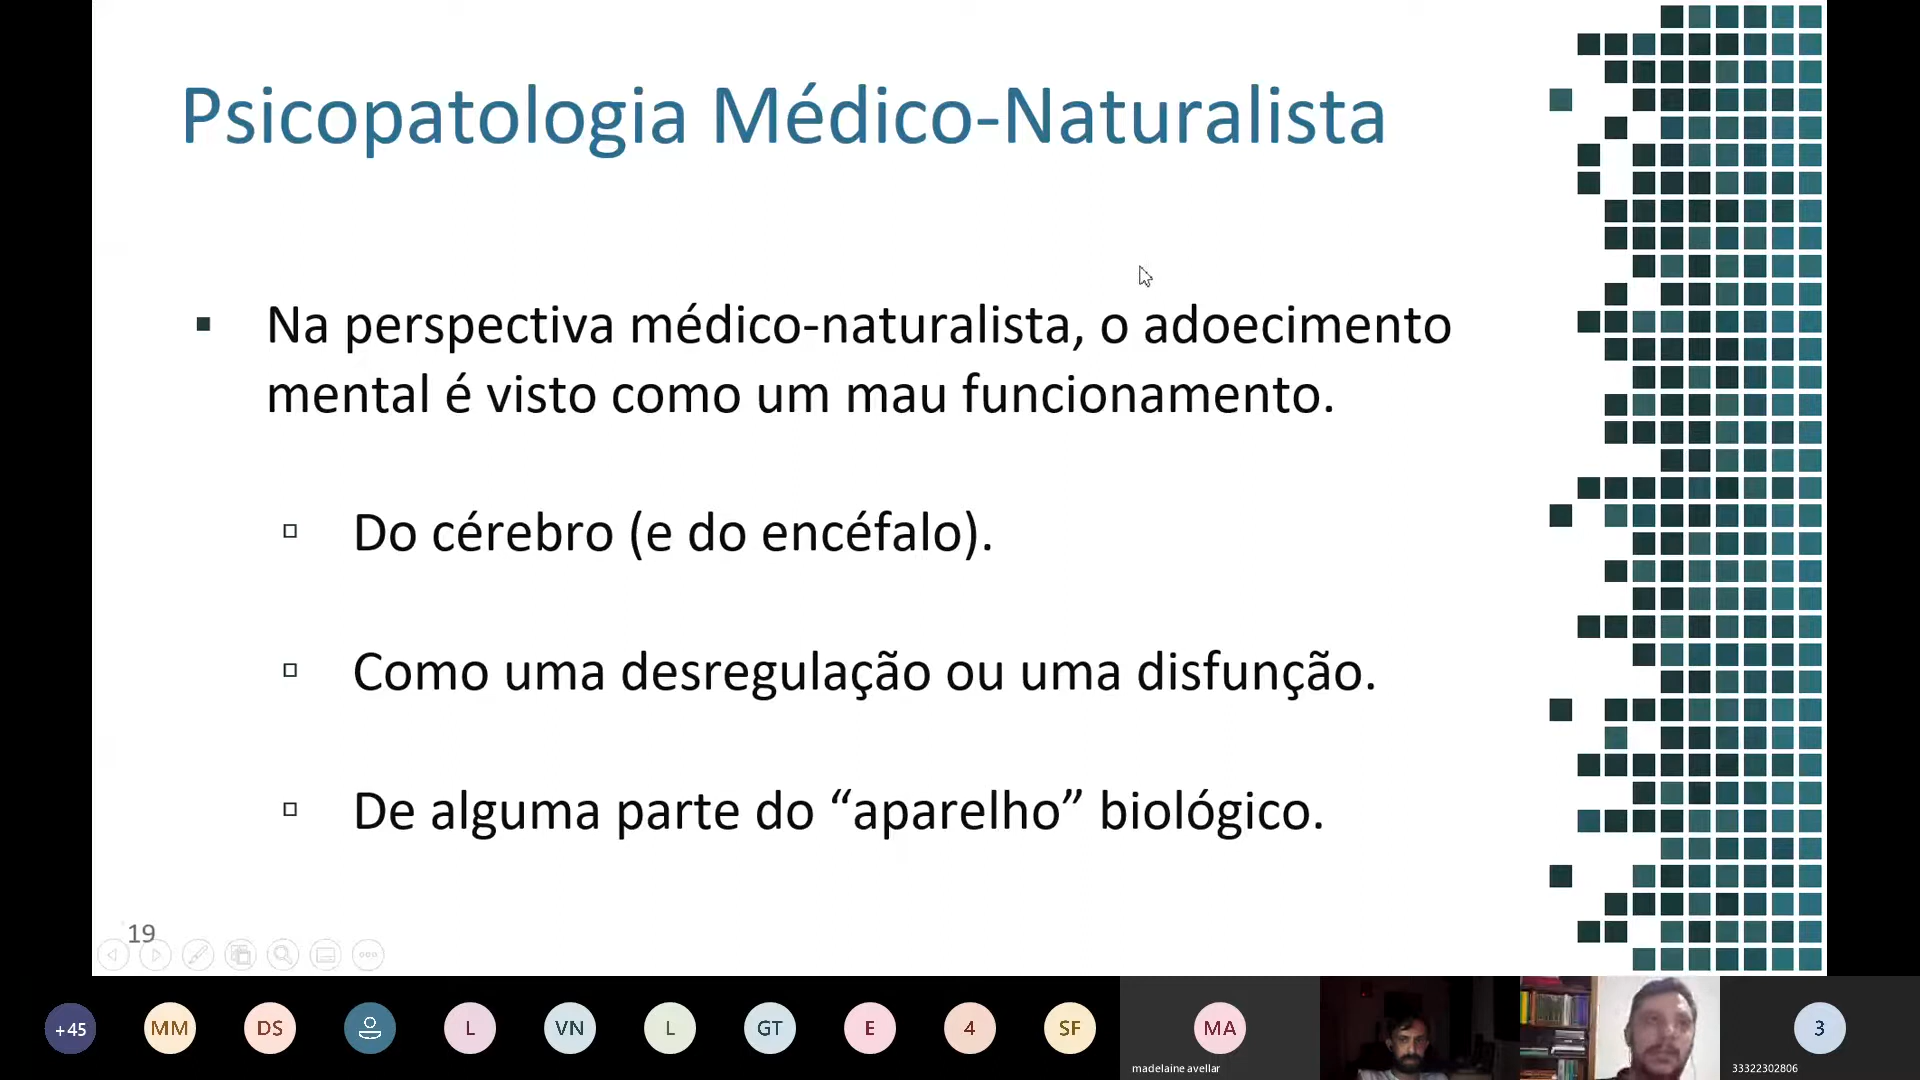 Psicopatologia Médico-Naturalista
▪ Na perspectiva médico-naturalista, o adoecimento
mental é visto como um mau funcionamento.
▫ Do cérebro (e do encéfalo).
▫ Como uma desregulação ou uma disfunção.
▫ De alguma parte do “aparelho” biológico.
19
+45
MM
DS
L
VN
L
GT
E
4
SF
MA
3
madelaine avellar
33322302806